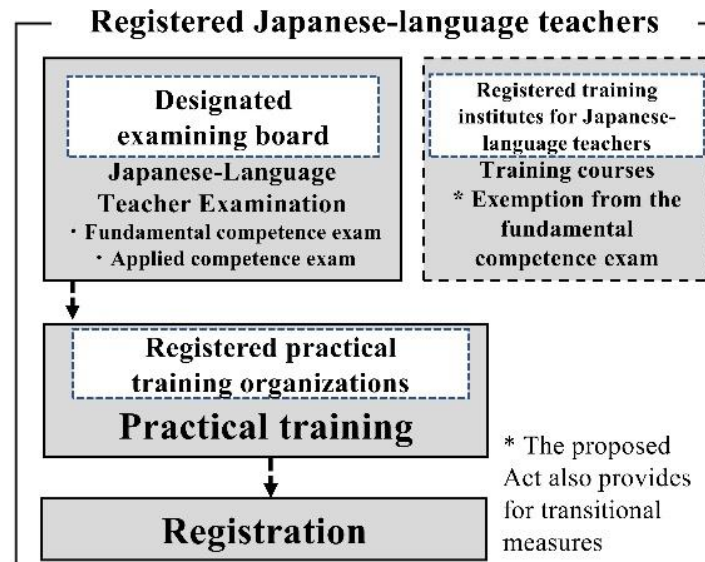 Registered Japanese-language teachers
Designated
examining board
Japanese-Language
Teacher Examination
・Fundamental competence exam
・Applied competence exam
Registered training
institutes for Japanese-
language teachers
Training courses
* Exemption from the
fundamental
competence exam
Registered practical
training organizations
Practical training
* The proposed
Act also provides
for transitional
measures
Registration